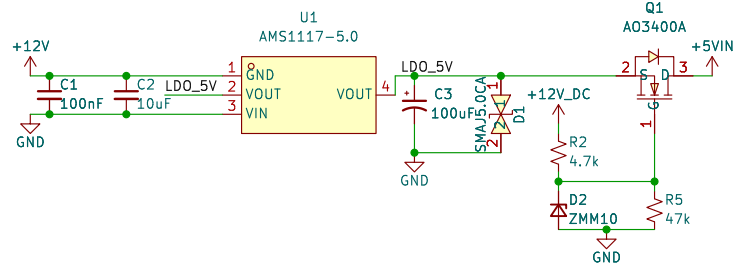 U1
AMS1117-5.0
+12V
1
GND
2
VOUT
3
VIN
VOUT
4
C1
100nF
C2
10uF
LDO_5V
GND
LDO_5V
C3
100uF
+
GND
SMAJ5.0CA
D1
1
2
1
2
Q1
AO3400A
2
S
D
3
G
1
+5VIN
+12V_DC
R2
4.7k
D2
ZMM10
R5
47k
GND